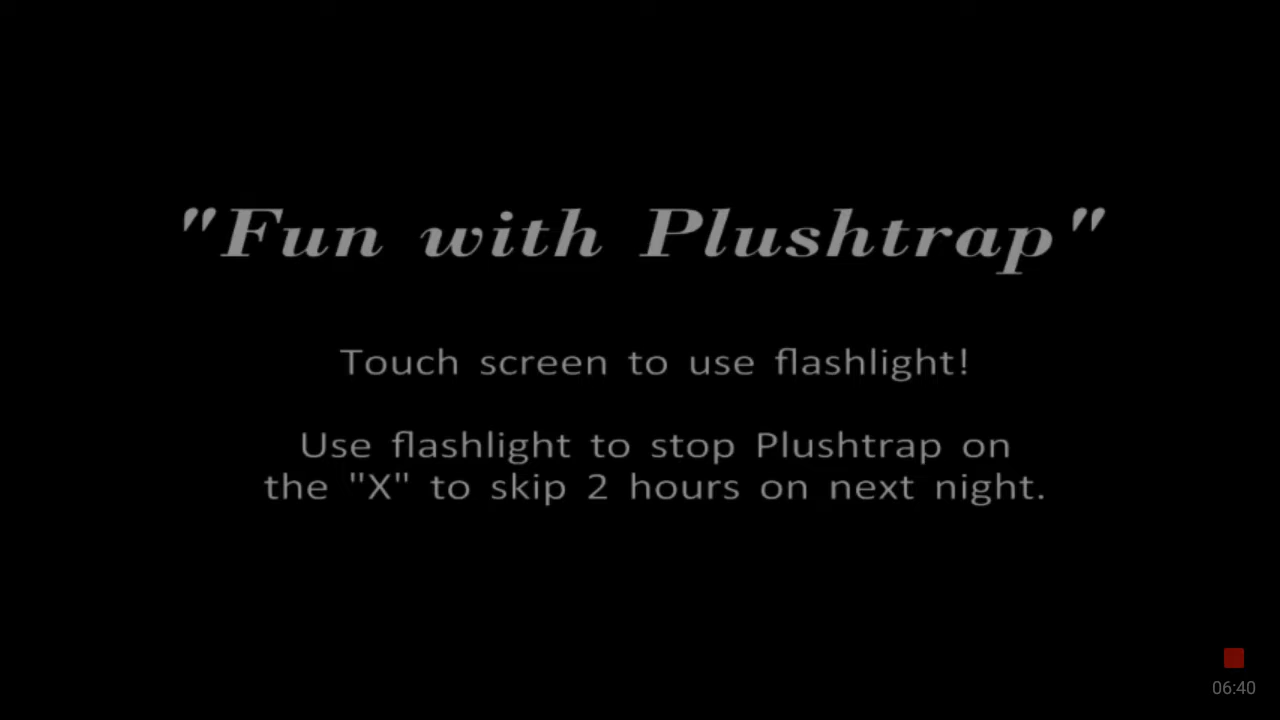 "Fun with Plushtrap"
Touch screen to use flashlight!
Use flashlight to stop Plushtrap on
the "X" to skip 2 hours on next night.
06:40